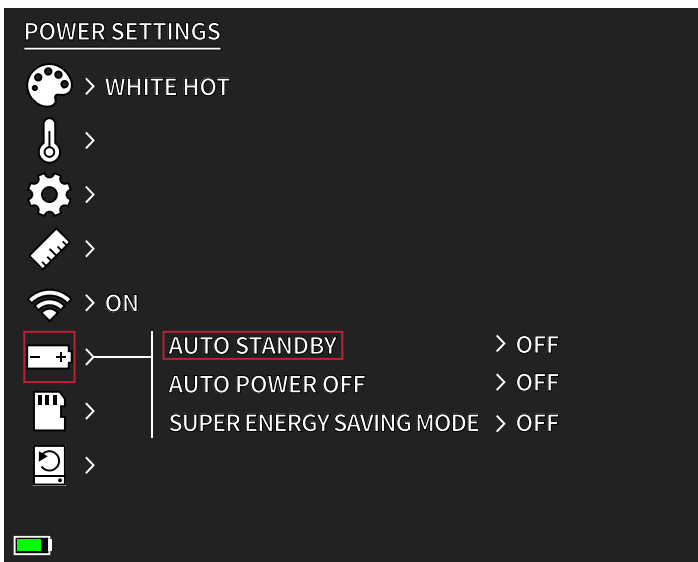 POWER SETTINGS
> WHITE HOT
>
>
>
> ON
>
AUTO STANDBY > OFF
AUTO POWER OFF > OFF
SUPER ENERGY SAVING MODE > OFF
>
>